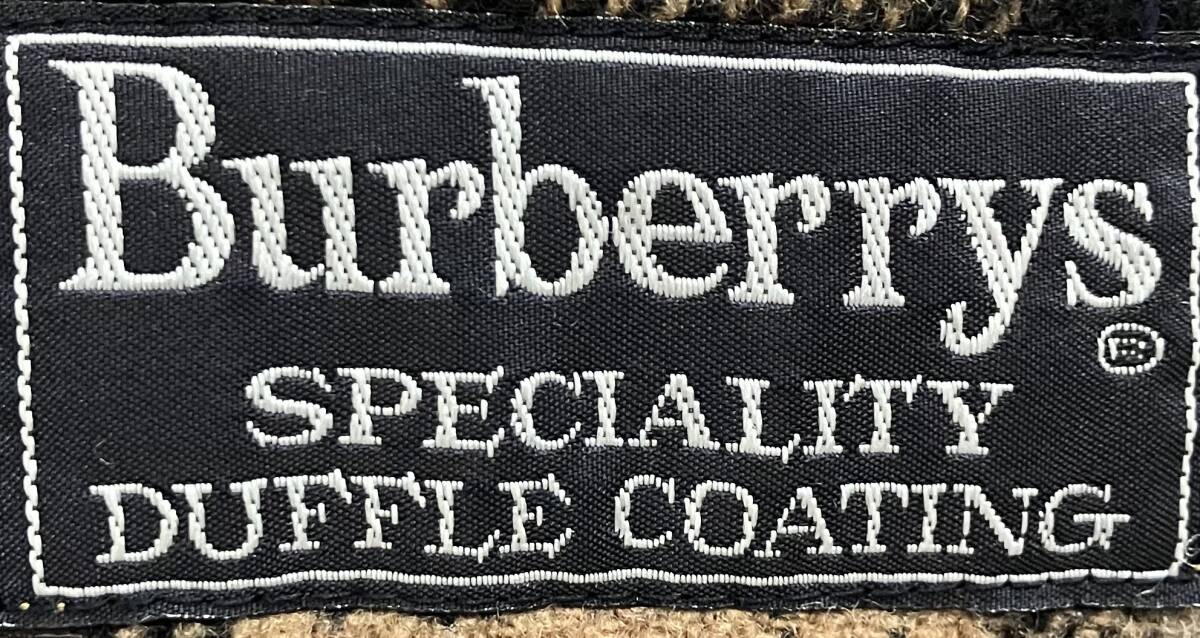 Burberrys
®
SPECIALITY
DUFFLE COATING